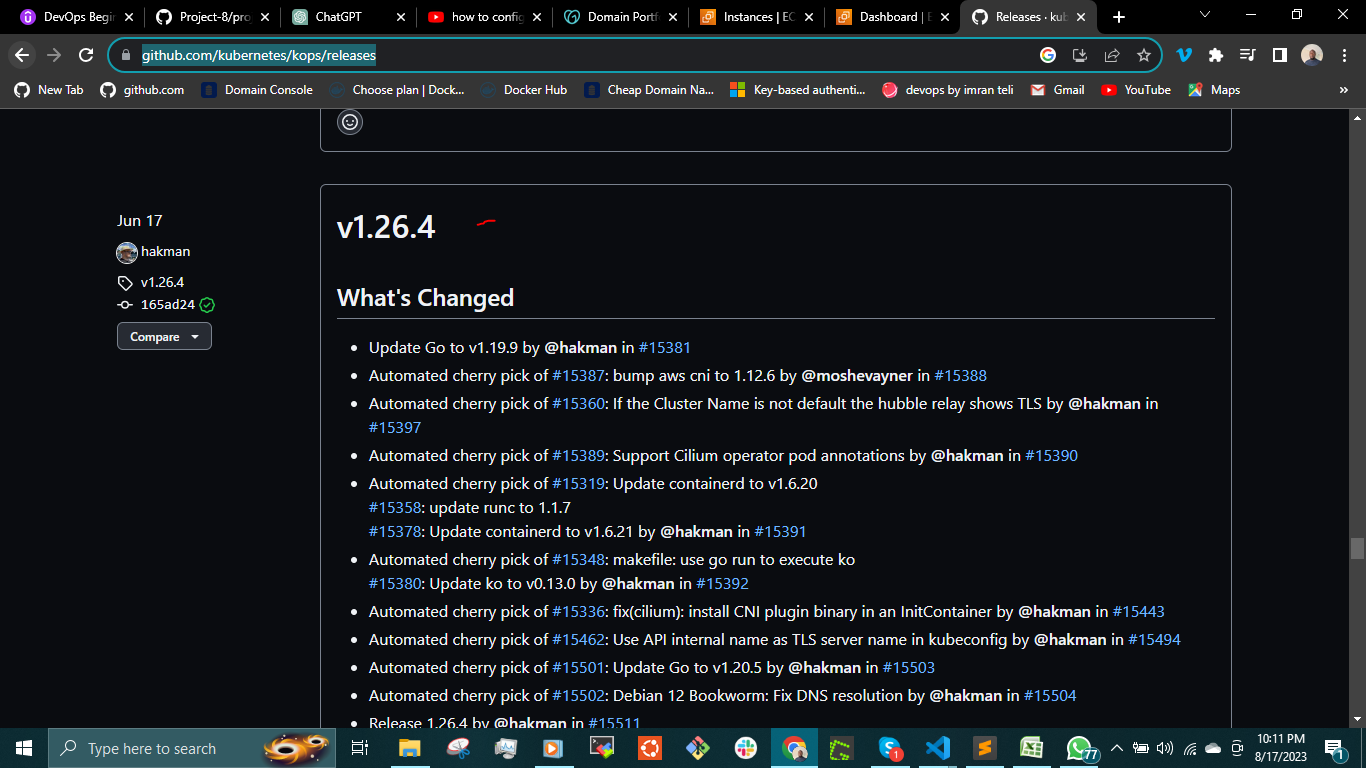 DevOps Begin
Project-8/pro
ChatGPT
how to config
Domain Portf
Instances | EC
Dashboard | E
Releases · kub
github.com/kubernetes/kops/releases
New Tab
github.com
Domain Console
Choose plan | Dock...
Docker Hub
Cheap Domain Na...
Key-based authenti...
devops by imran teli
Gmail
YouTube
Maps
»
Jun 17
hakman
v1.26.4
165ad24
Compare
v1.26.4
What's Changed
• Update Go to v1.19.9 by @hakman in #15381
• Automated cherry pick of #15387: bump aws cni to 1.12.6 by @moshevayner in #15388
• Automated cherry pick of #15360: If the Cluster Name is not default the hubble relay shows TLS by @hakman in
#15397
• Automated cherry pick of #15389: Support Cilium operator pod annotations by @hakman in #15390
• Automated cherry pick of #15319: Update containerd to v1.6.20
#15358: update runc to 1.1.7
#15378: Update containerd to v1.6.21 by @hakman in #15391
• Automated cherry pick of #15348: makefile: use go run to execute ko
#15380: Update ko to v0.13.0 by @hakman in #15392
• Automated cherry pick of #15336: fix(cilium): install CNI plugin binary in an InitContainer by @hakman in #15443
• Automated cherry pick of #15462: Use API internal name as TLS server name in kubeconfig by @hakman in #15494
• Automated cherry pick of #15501: Update Go to v1.20.5 by @hakman in #15503
• Automated cherry pick of #15502: Debian 12 Bookworm: Fix DNS resolution by @hakman in #15504
• Release 1.26.4 by @hakman in #15511
Type here to search
1
77
10:11 PM
8/17/2023
1